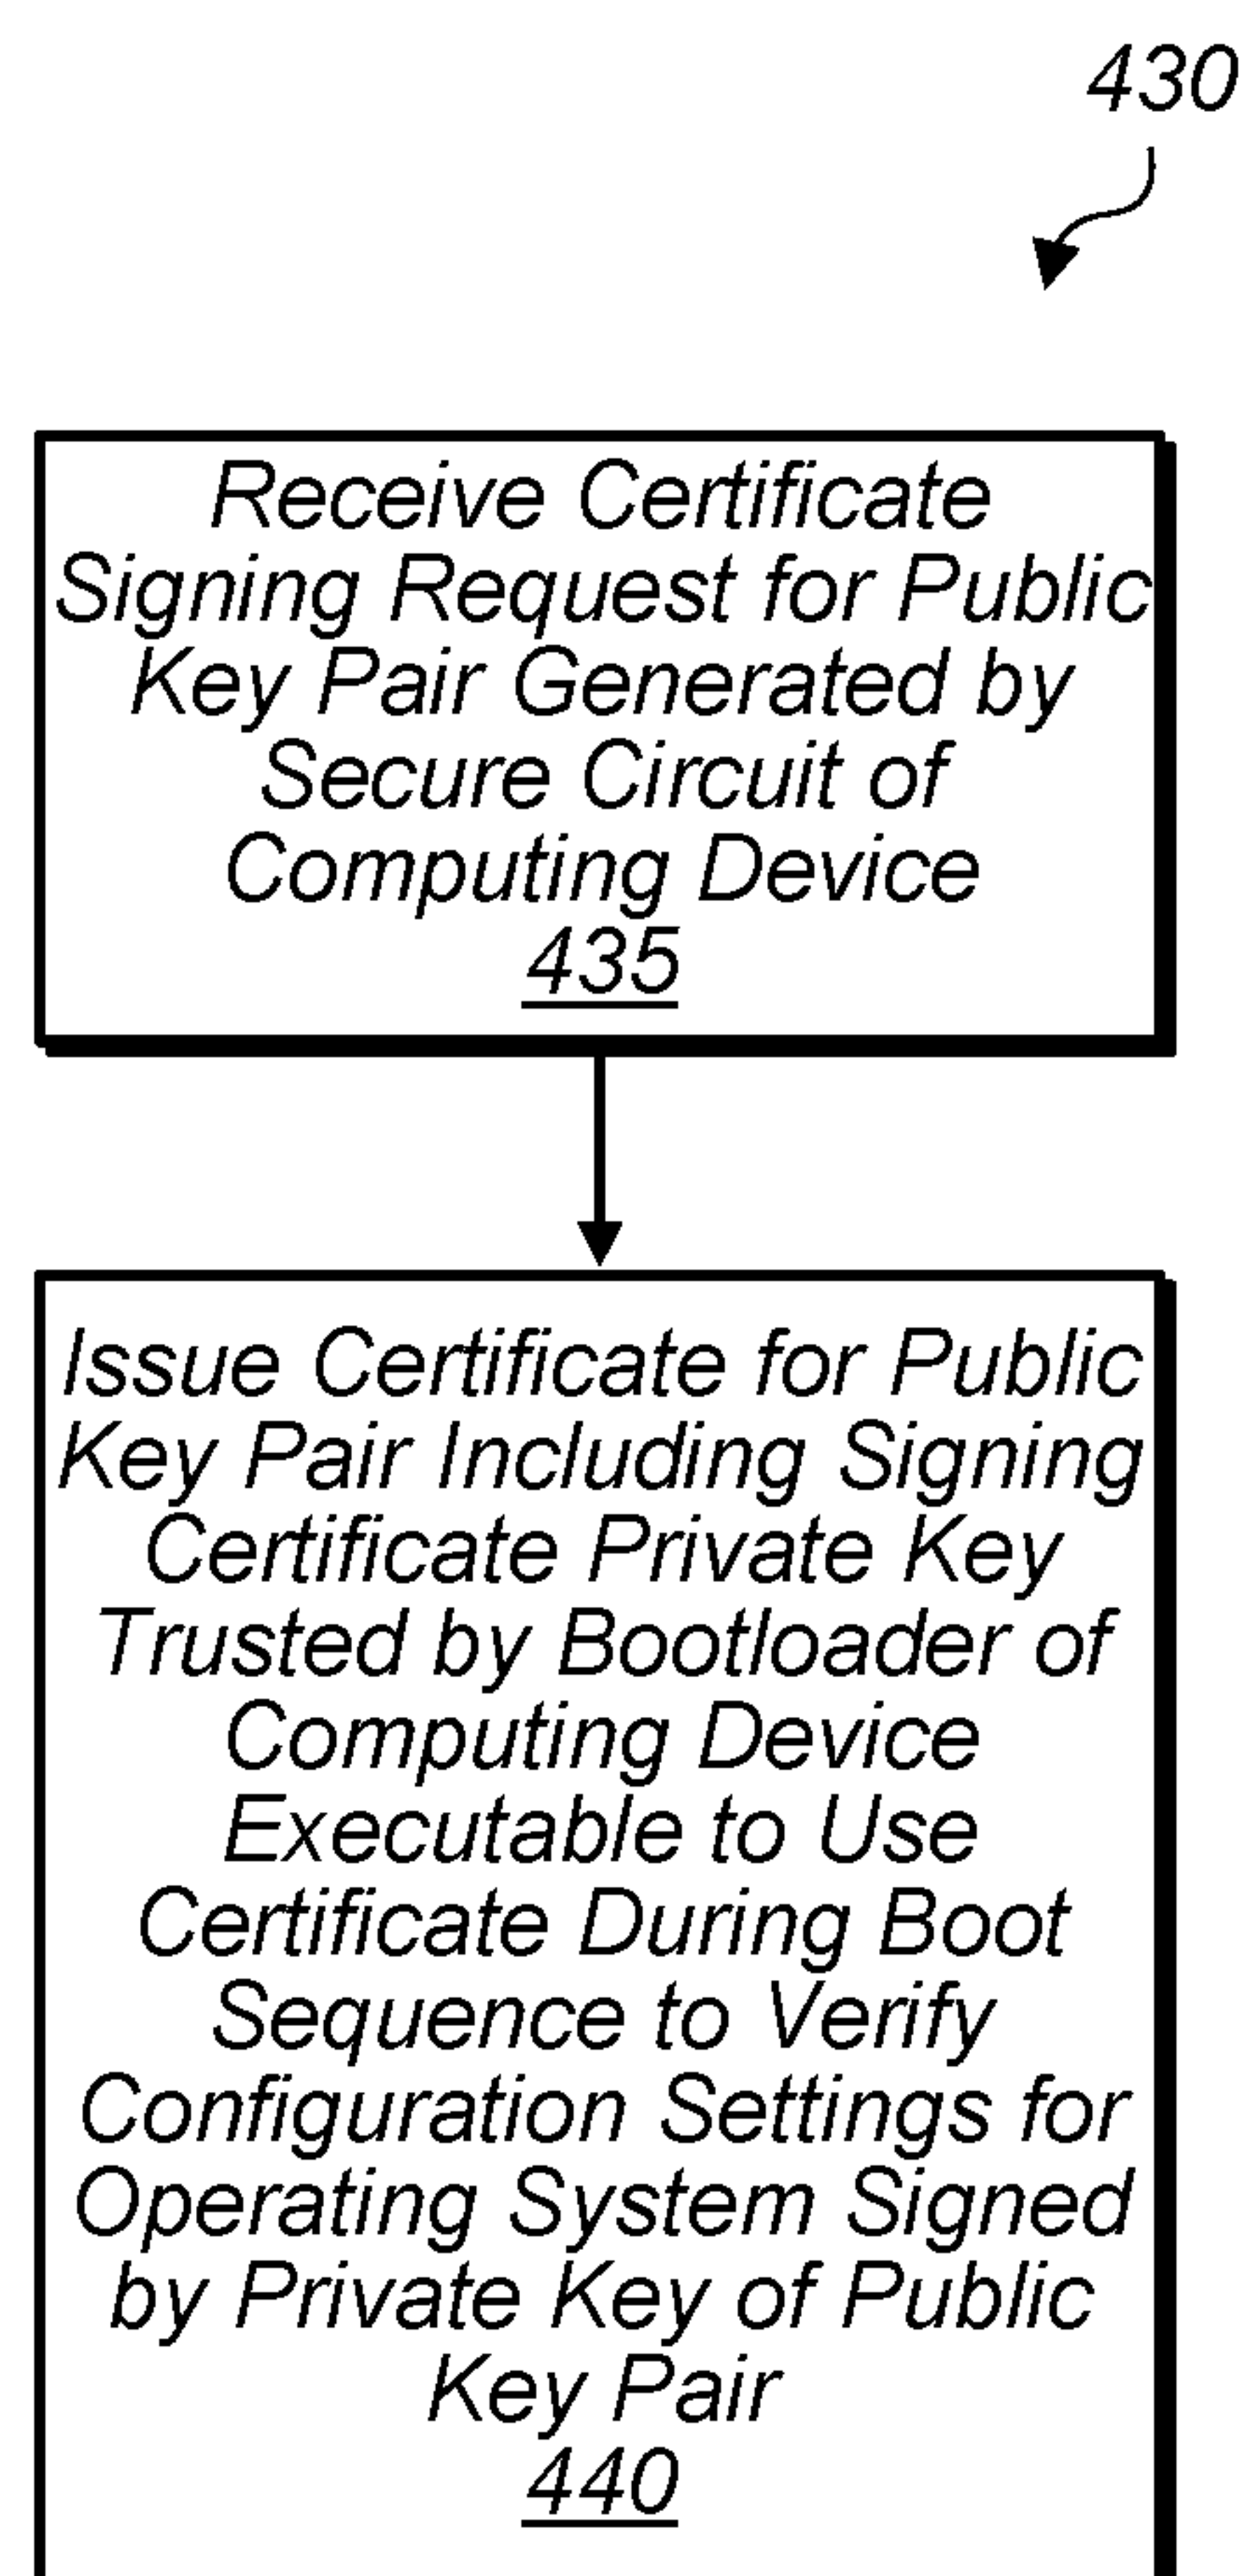 430
Receive Certificate
Signing Request for Public
Key Pair Generated by
Secure Circuit of
Computing Device
435
Issue Certificate for Public
Key Pair Including Signing
Certificate Private Key
Trusted by Bootloader of
Computing Device
Executable to Use
Certificate During Boot
Sequence to Verify
Configuration Settings for
Operating System Signed
by Private Key of Public
Key Pair
440